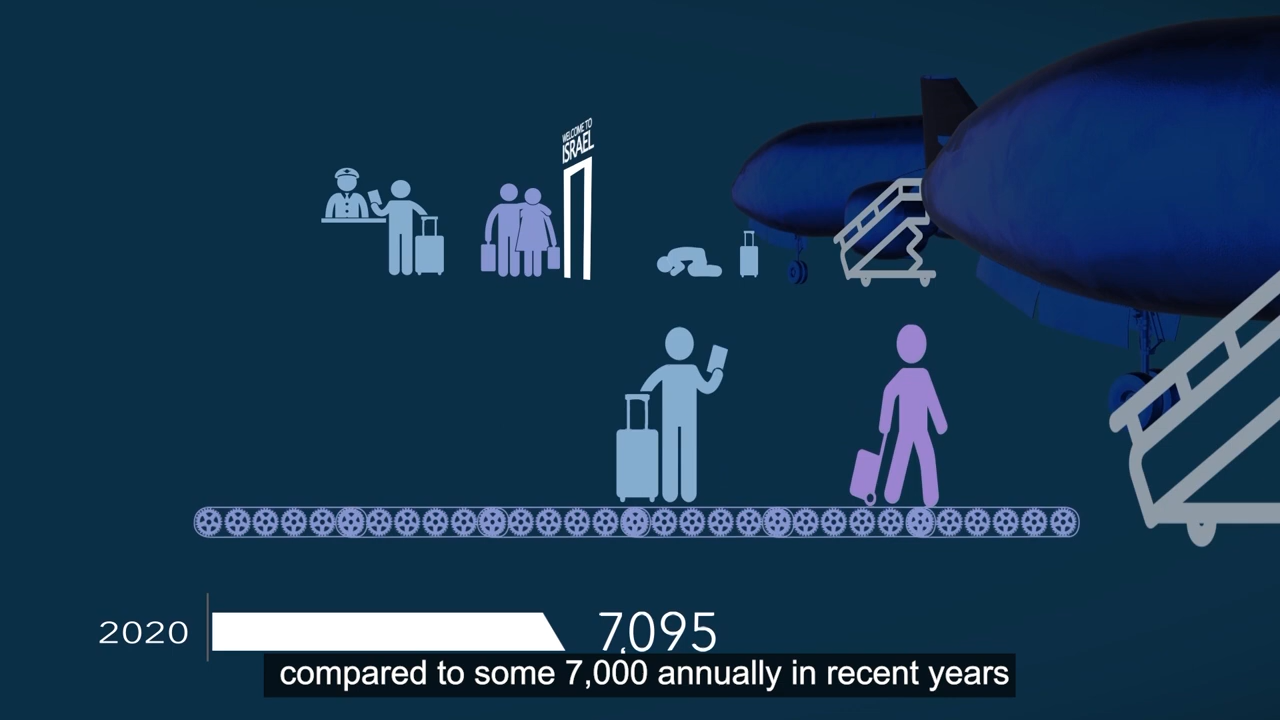 WELCOME TO
ISRAEL
2020
7,095
compared to some 7,000 annually in recent years